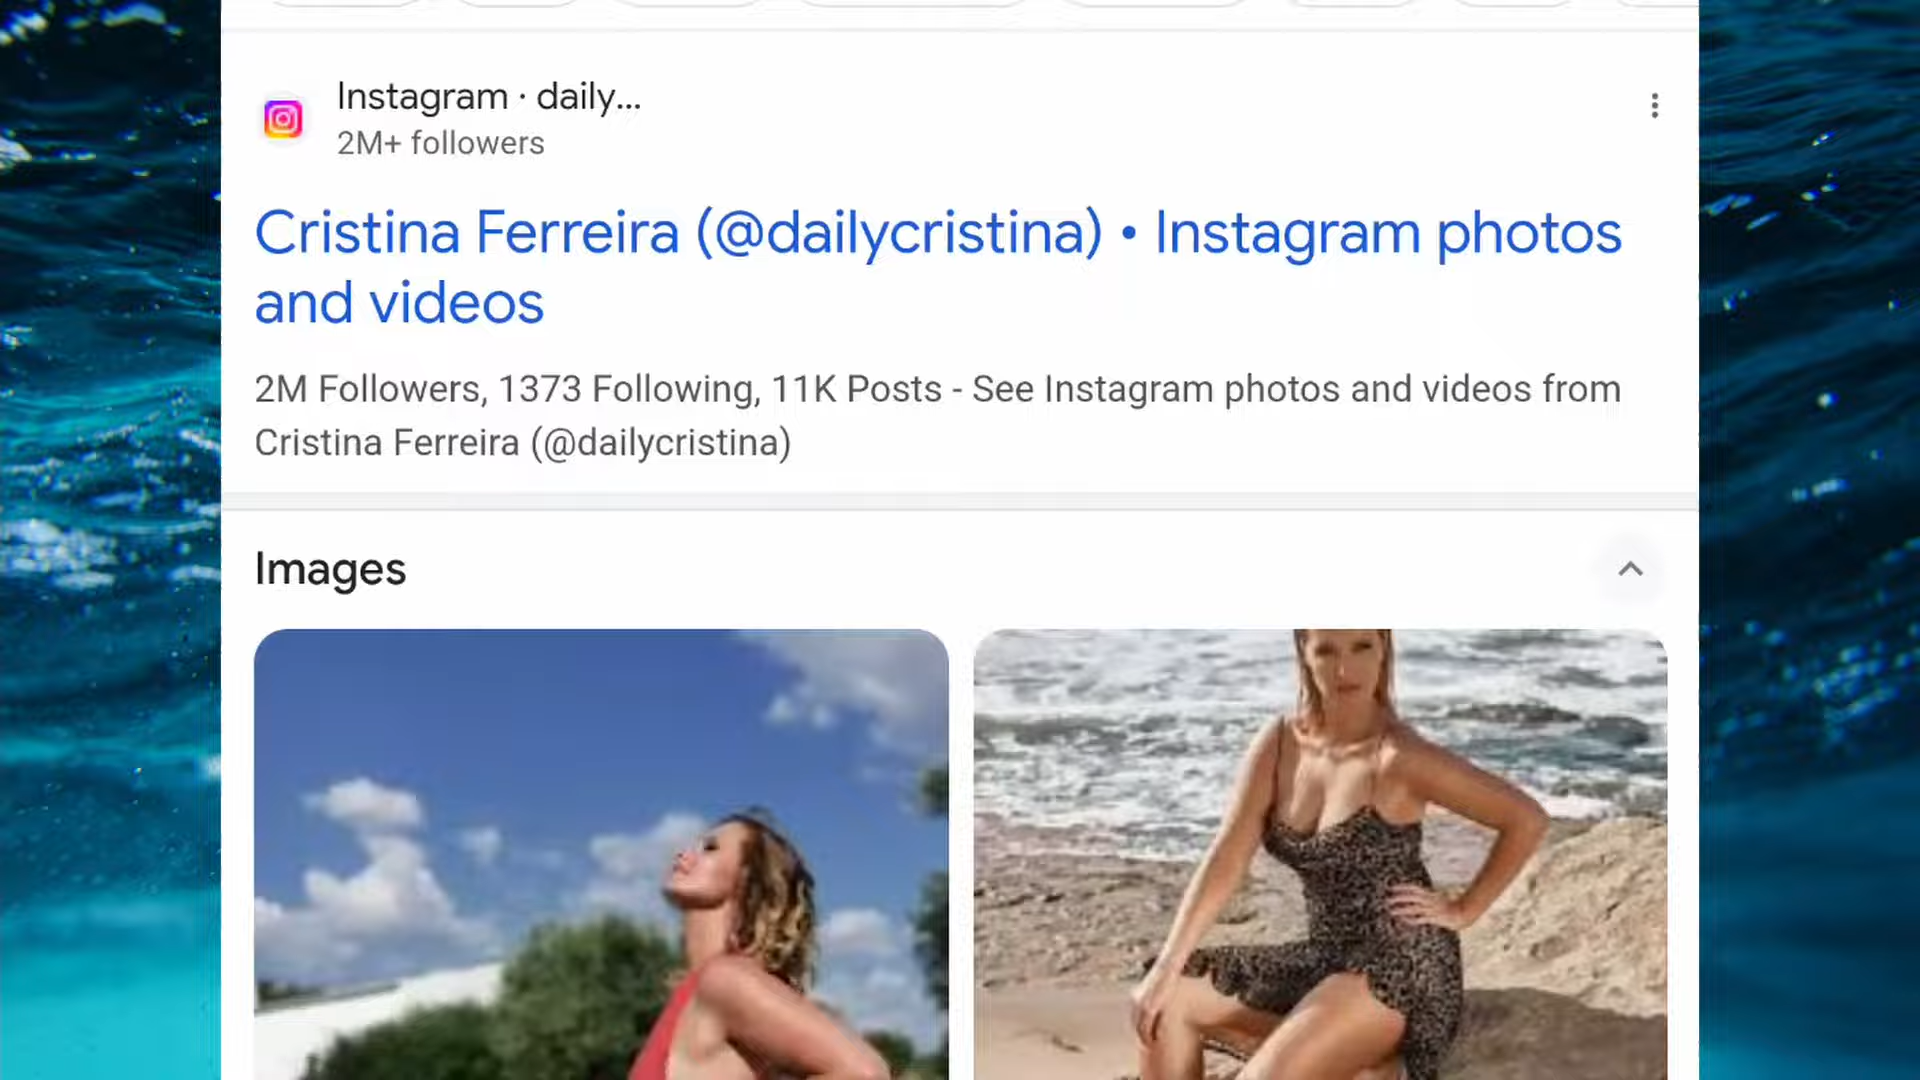 Instagram · daily...
2M+ followers
Cristina Ferreira (@dailycristina) • Instagram photos
and videos
2M Followers, 1373 Following, 11K Posts - See Instagram photos and videos from
Cristina Ferreira (@dailycristina)
Images